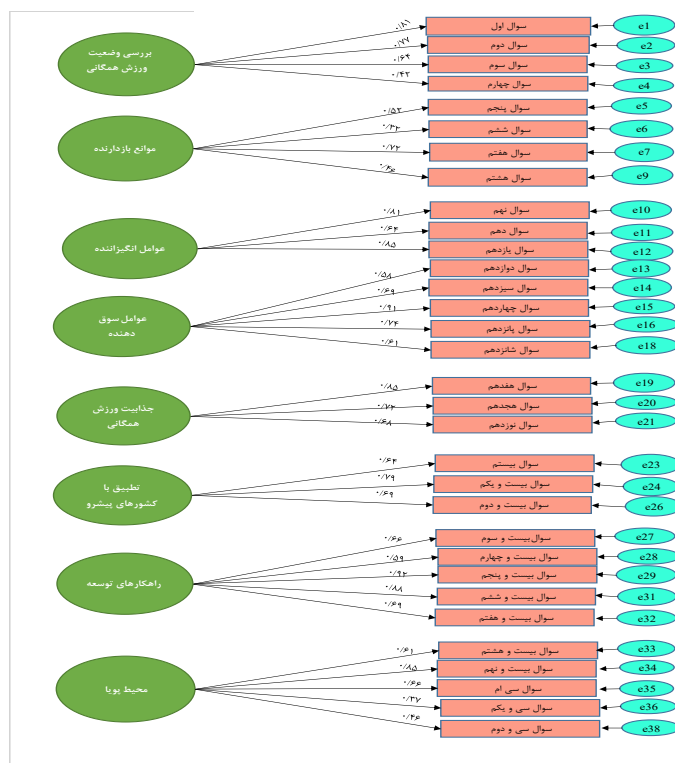 بررسی وضعیت
ورزش همگانی
۰/۸۱
سوال اول
e1
۰/۷۷
سوال دوم
e2
۰/۶۴
سوال سوم
e3
۰/۴۳
سوال چهارم
e4
موانع بازدارنده
۰/۵۳
سوال پنجم
e5
۰/۴۲
سوال ششم
e6
۰/۷۲
سوال هفتم
e7
۰/۴۶
سوال هشتم
e9
عوامل انگیزاننده
۰/۸۱
سوال نهم
e10
۰/۶۴
سوال دهم
e11
۰/۸۵
سوال یازدهم
e12
عوامل سوق
دهنده
۰/۵۸
سوال دوازدهم
e13
۰/۶۹
سوال سیزدهم
e14
۰/۹۱
سوال چهاردهم
e15
۰/۷۴
سوال پانزدهم
e16
۰/۶۱
سوال شانزدهم
e18
جذابیت ورزش
همگانی
۰/۸۵
سوال هفدهم
e19
۰/۷۲
سوال هجدهم
e20
۰/۶۸
سوال نوزدهم
e21
تطبیق با
کشورهای پیشرو
۰/۶۴
سوال بیستم
e23
۰/۷۹
سوال بیست و یکم
e24
۰/۶۹
سوال بیست و دوم
e26
راهکارهای توسعه
۰/۶۶
سوال بیست و سوم
e27
۰/۵۹
سوال بیست و چهارم
e28
۰/۹۲
سوال بیست و پنجم
e29
۰/۸۸
سوال بیست و ششم
e31
۰/۶۹
سوال بیست و هفتم
e32
محیط پویا
۰/۶۱
سوال بیست و هشتم
e33
۰/۸۵
سوال بیست و نهم
e34
۰/۶۶
سوال سی ام
e35
۰/۳۷
سوال سی و یکم
e36
۰/۴۶
سوال سی و دوم
e38